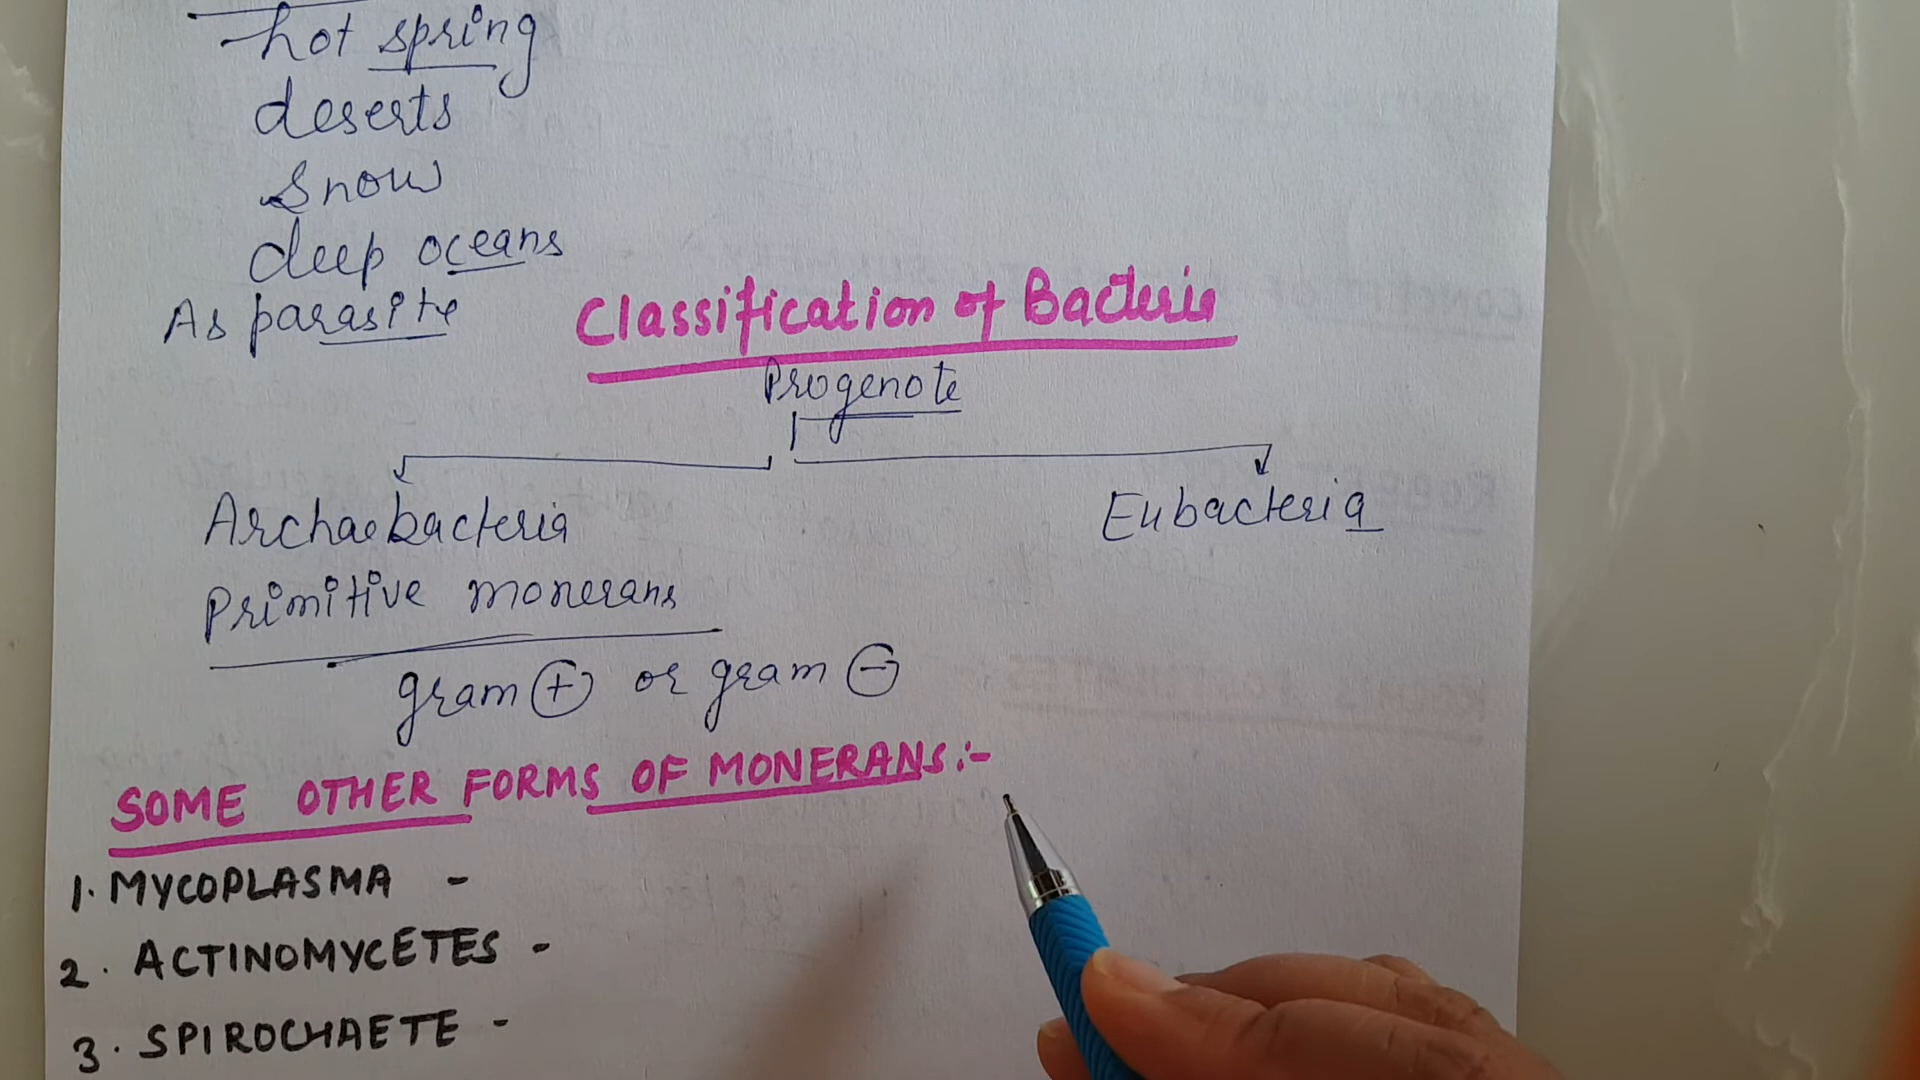 hot spring
deserts
Snow
deep oceans
As parasite
Classification of Bacteria
Progenote
Archaebacteria
Eubacteria
Primitive monerans
gram + or gram -
SOME OTHER FORMS OF MONERANS:-
1. MYCOPLASMA -
2. ACTINOMYCETES -
3. SPIROCHAETE -